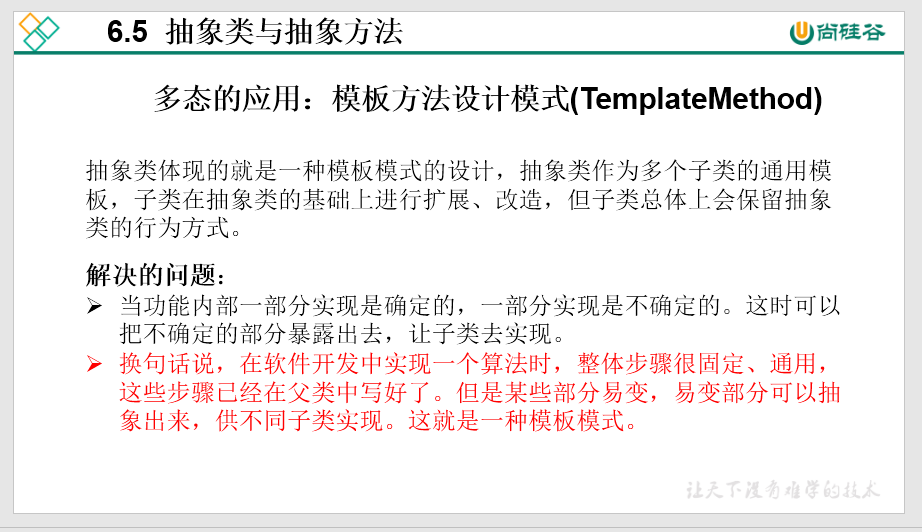 6.5 抽象类与抽象方法
尚硅谷
多态的应用：模板方法设计模式(TemplateMethod)
抽象类体现的就是一种模板模式的设计，抽象类作为多个子类的通用模
板，子类在抽象类的基础上进行扩展、改造，但子类总体上会保留抽象
类的行为方式。
解决的问题：
➢ 当功能内部一部分实现是确定的，一部分实现是不确定的。这时可以
把不确定的部分暴露出去，让子类去实现。
➢ 换句话说，在软件开发中实现一个算法时，整体步骤很固定、通用，
这些步骤已经在父类中写好了。但是某些部分易变，易变部分可以抽
象出来，供不同子类实现。这就是一种模板模式。
让天下没有难学的技术